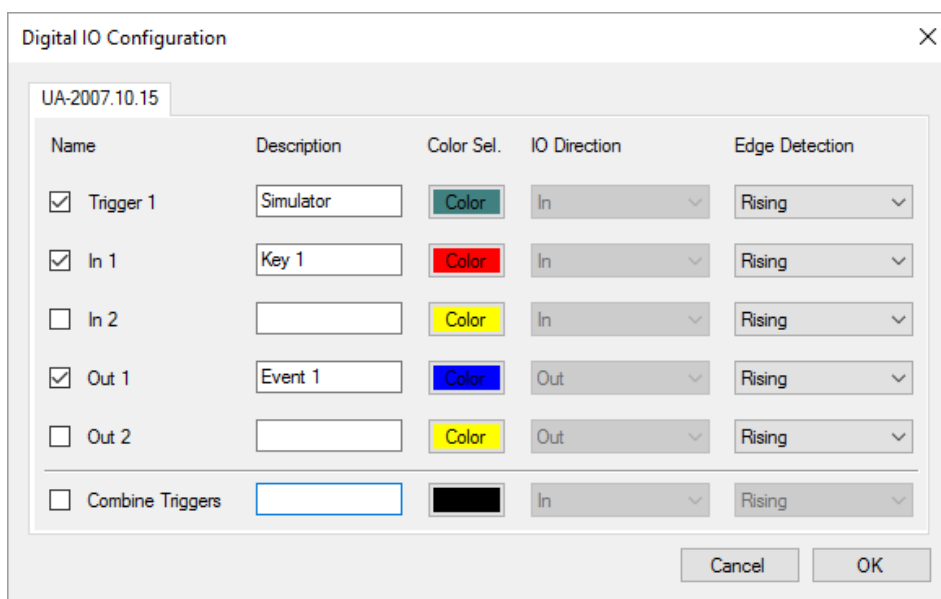 Digital IO Configuration
UA-2007.10.15
Name Description Color Sel. IO Direction Edge Detection
Trigger 1 Simulator Color In Rising
In 1 Key 1 Color In Rising
In 2 Color In Rising
Out 1 Event 1 Color Out Rising
Out 2 Color Out Rising
Combine Triggers In Rising
Cancel OK